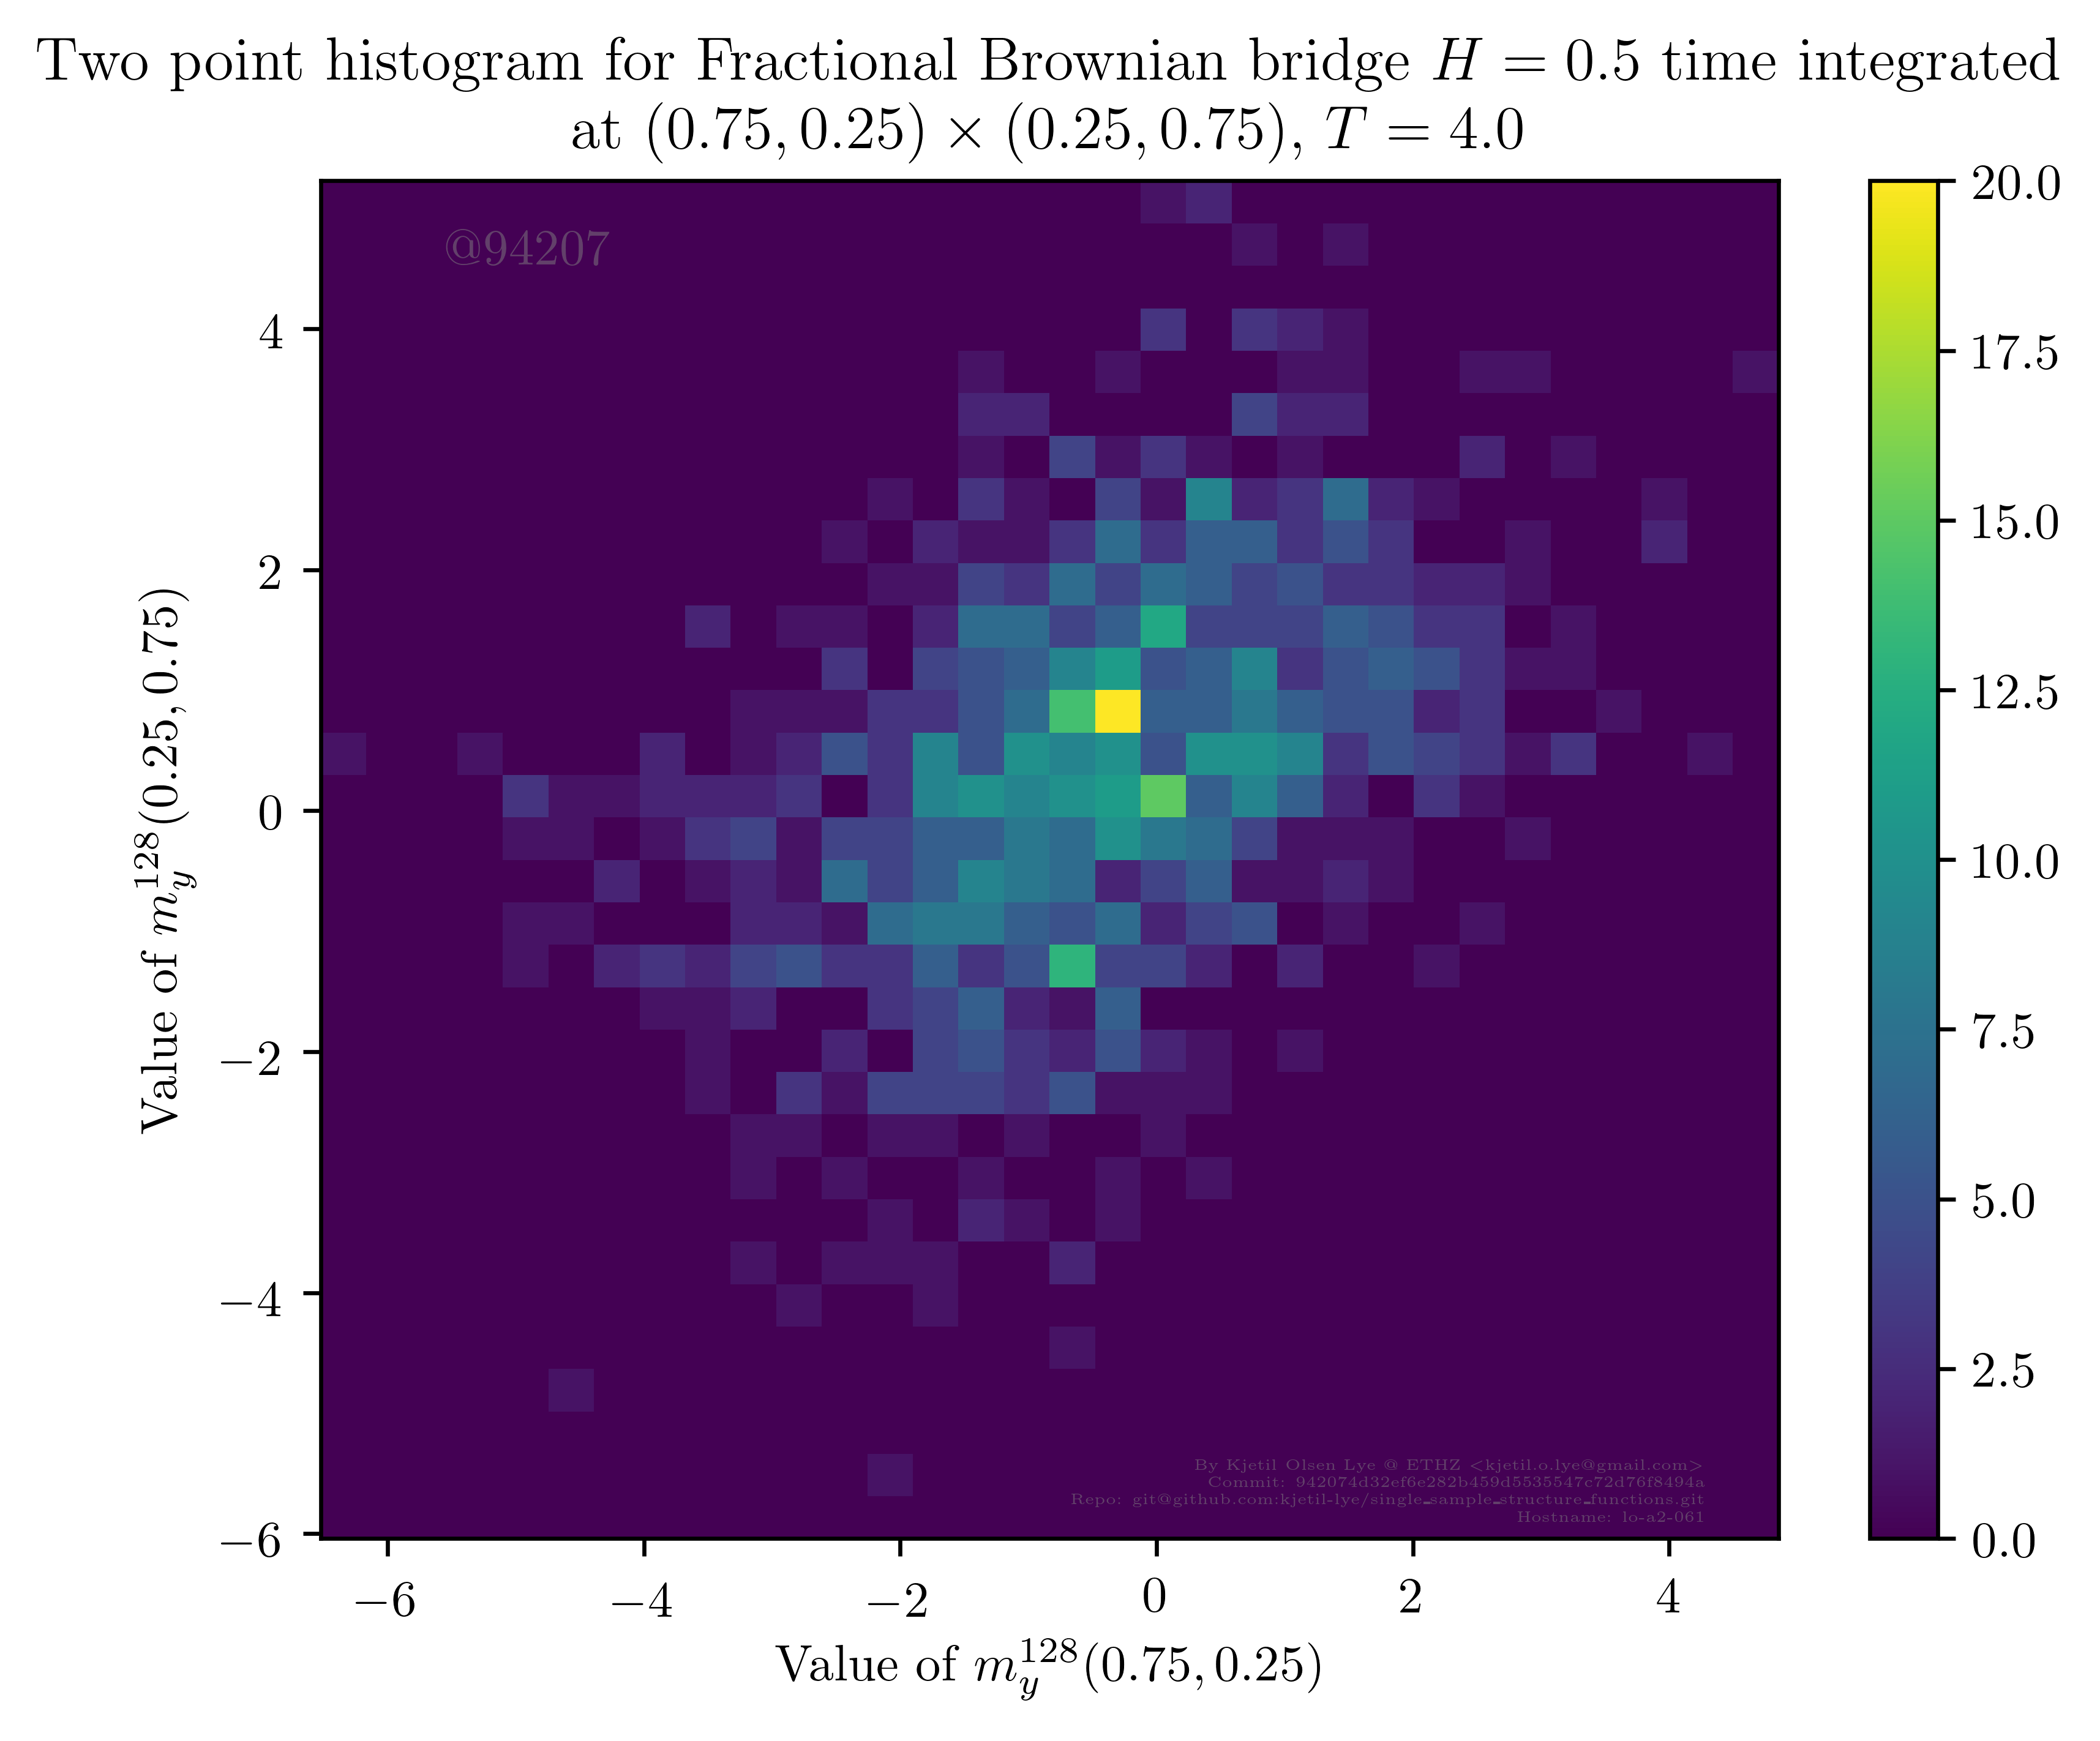 Two point histogram for Fractional Brownian bridge H = 0.5 time integrated
at (0.75, 0.25) × (0.25, 0.75), T = 4.0
@94207
Value of m_y^{128}(0.25, 0.75)
4
2
0
−2
−4
−6
−6
−4
−2
0
2
4
Value of m_y^{128}(0.75, 0.25)
20.0
17.5
15.0
12.5
10.0
7.5
5.0
2.5
0.0
By Kjetil Olsen Lye @ ETHZ <kjetil.o.lye@gmail.com>
Commit: 942074d32ef6e282b459d5535547c72d76f8494a
Repo: git@github.com:kjetil-lye/single_sample_structure_functions.git
Hostname: lo-a2-061